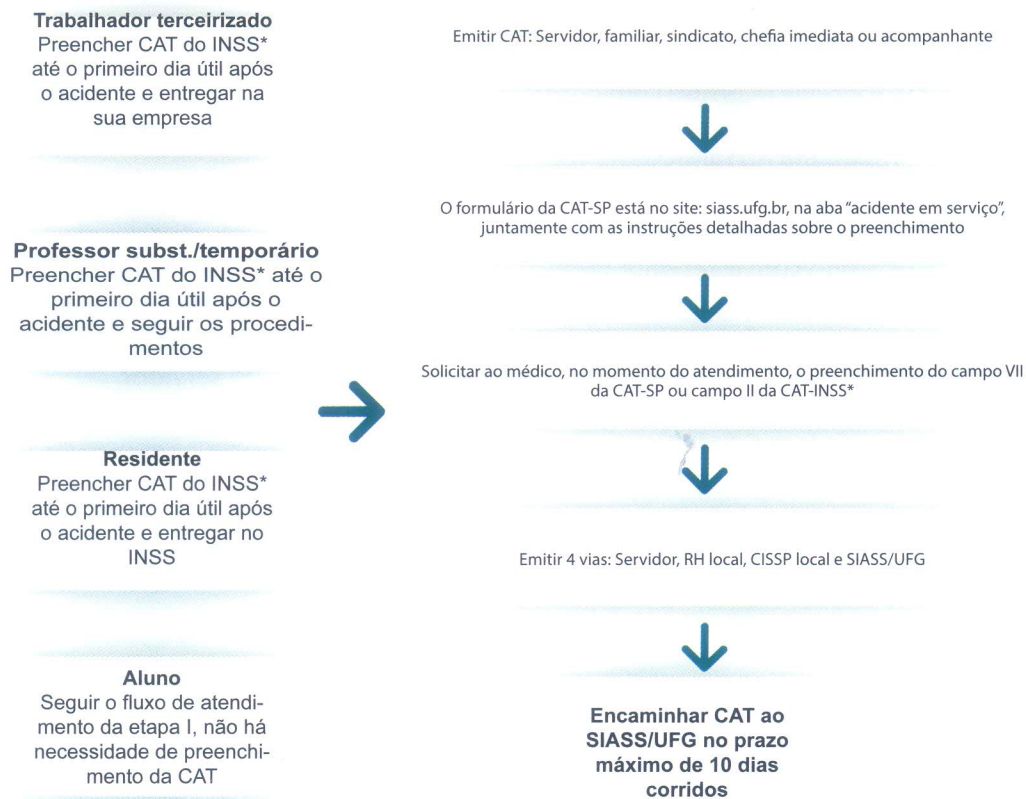 Trabalhador terceirizado
Preencher CAT do INSS*
até o primeiro dia útil após
o acidente e entregar na
sua empresa
Professor subst./temporário
Preencher CAT do INSS* até o
primeiro dia útil após o
acidente e seguir os procedi-
mentos
Residente
Preencher CAT do INSS*
até o primeiro dia útil após
o acidente e entregar no
INSS
Aluno
Seguir o fluxo de atendi-
mento da etapa I, não há
necessidade de preenchi-
mento da CAT
Emitir CAT: Servidor, familiar, sindicato, chefia imediata ou acompanhante
O formulário da CAT-SP está no site: siass.ufg.br, na aba “acidente em serviço”,
juntamente com as instruções detalhadas sobre o preenchimento
Solicitar ao médico, no momento do atendimento, o preenchimento do campo VII
da CAT-SP ou campo II da CAT-INSS*
Emitir 4 vias: Servidor, RH local, CISSP local e SIASS/UFG
Encaminhar CAT ao
SIASS/UFG no prazo
máximo de 10 dias
corridos